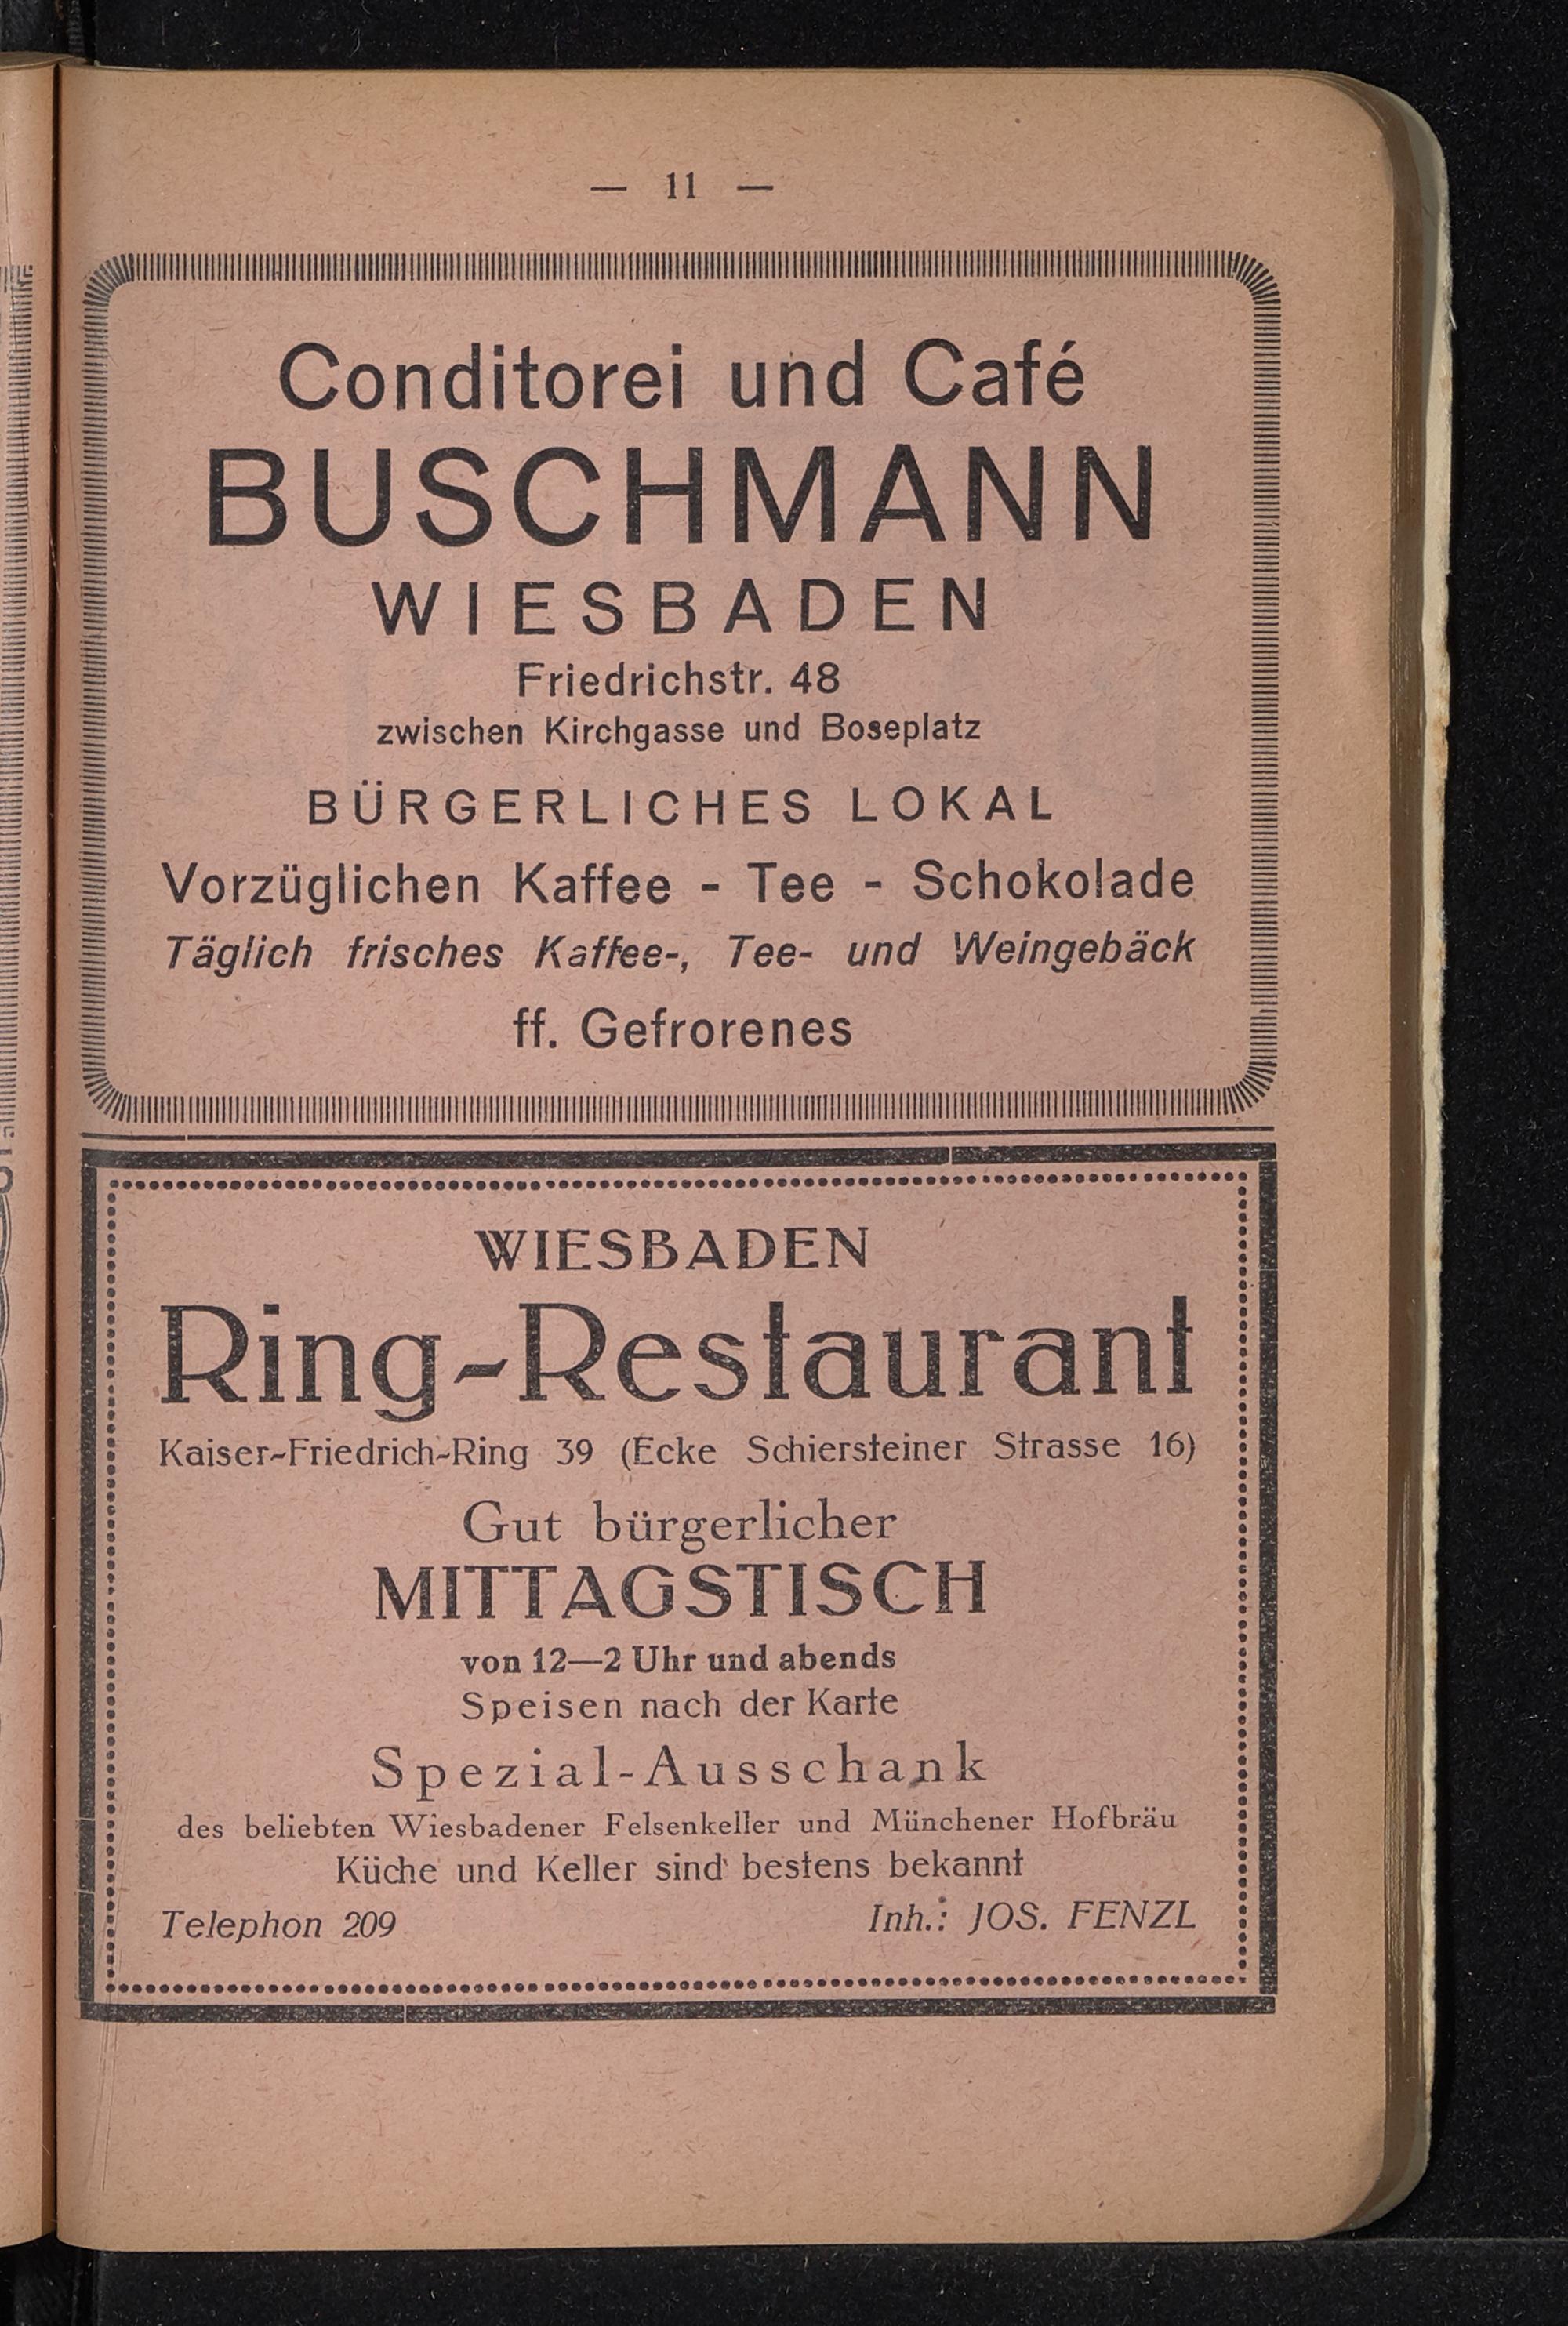 — 11 —
Conditorei und Café
BUSCHMANN
WIESBADEN
Friedrichstr. 48
zwischen Kirchgasse und Boseplatz
BÜRGERLICHES LOKAL
Vorzüglichen Kaffee - Tee - Schokolade
Täglich frisches Kaffee-, Tee- und Weingebäck
ff. Gefrorenes
WIESBADEN
Ring-Restaurant
Kaiser-Friedrich-Ring 39 (Ecke Schiersteiner Strasse 16)
Gut bürgerlicher
MITTAGSTISCH
von 12—2 Uhr und abends
Speisen nach der Karte
Spezial-Ausschank
des beliebten Wiesbadener Felsenkeller und Münchener Hofbräu
Küche und Keller sind bestens bekannt
Telephon 209 Inh.: JOS. FENZL